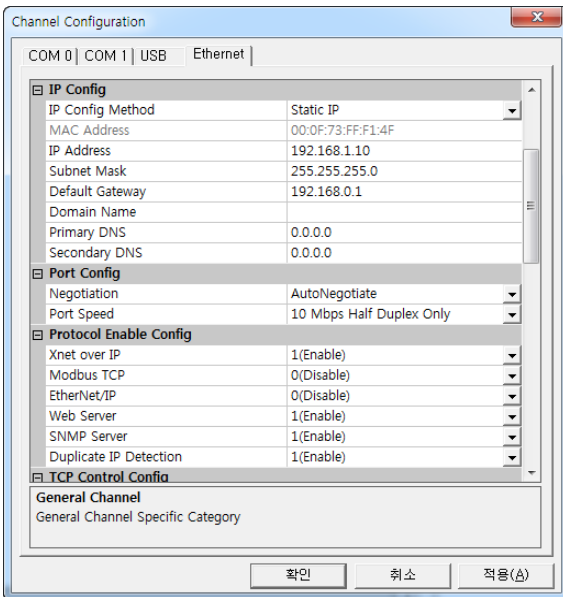 Channel Configuration
COM 0 COM 1 USB Ethernet
IP Config
IP Config Method Static IP
MAC Address 00:0F:73:FF:F1:4F
IP Address 192.168.1.10
Subnet Mask 255.255.255.0
Default Gateway 192.168.0.1
Domain Name
Primary DNS 0.0.0.0
Secondary DNS 0.0.0.0
Port Config
Negotiation AutoNegotiate
Port Speed 10 Mbps Half Duplex Only
Protocol Enable Config
Xnet over IP 1(Enable)
Modbus TCP 0(Disable)
EtherNet/IP 0(Disable)
Web Server 1(Enable)
SNMP Server 1(Enable)
Duplicate IP Detection 1(Enable)
TCP Control Config
General Channel
General Channel Specific Category
확인 취소 적용(A)